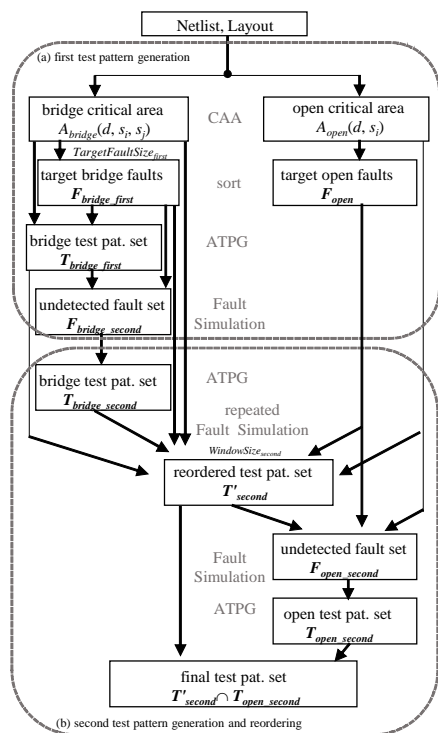 Netlist, Layout
(a) first test pattern generation
bridge critical area
A_bridge(d, s_i, s_j)
CAA
open critical area
A_open(d, s_i)
TargetFaultSize_first
target bridge faults
F_bridge_first
sort
target open faults
F_open
bridge test pat. set
T_bridge_first
ATPG
undetected fault set
F_bridge_second
Fault
Simulation
bridge test pat. set
T_bridge_second
ATPG
repeated
Fault Simulation
WindowSize_second
reordered test pat. set
T'_second
undetected fault set
F_open_second
Fault
Simulation
ATPG
open test pat. set
T_open_second
final test pat. set
T'_second ∩ T_open_second
(b) second test pattern generation and reordering